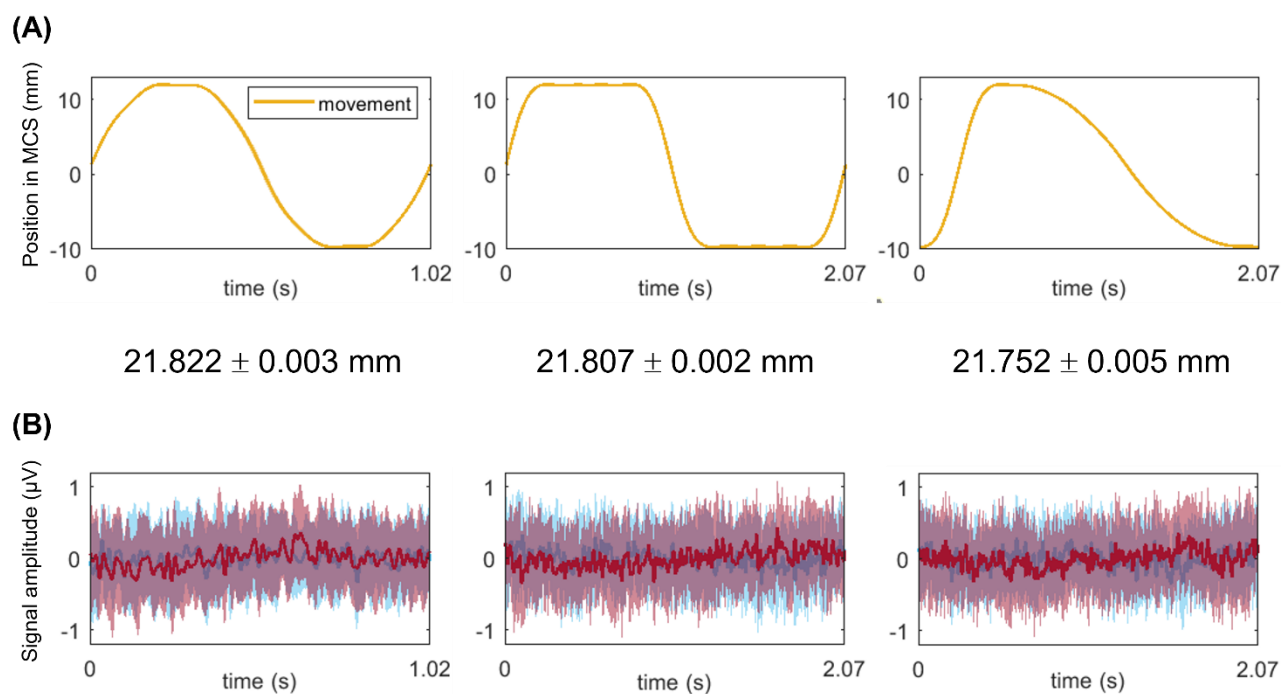 (A)
Position in MCS (mm)
10
0
-10
movement
0
1.02
time (s)
10
0
-10
0
2.07
time (s)
10
0
-10
0
2.07
time (s)
21.822 ± 0.003 mm
21.807 ± 0.002 mm
21.752 ± 0.005 mm
(B)
Signal amplitude (µV)
1
0
-1
0
1.02
time (s)
1
0
-1
0
2.07
time (s)
1
0
-1
0
2.07
time (s)